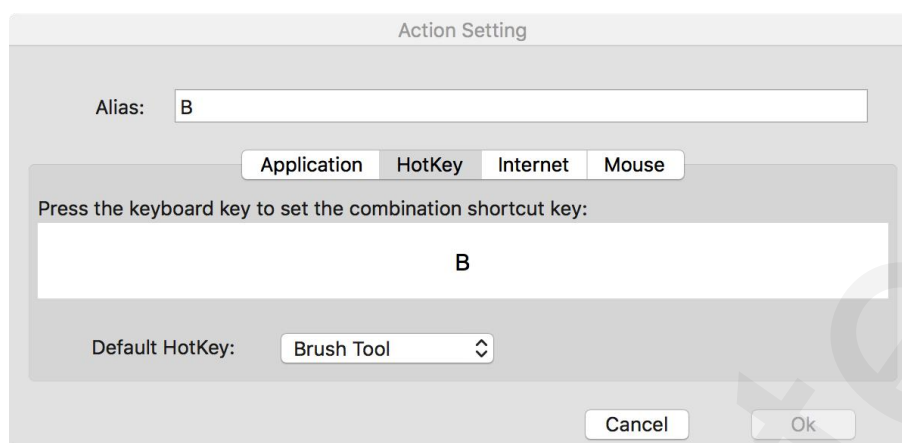 Action Setting
Alias: B
Application HotKey Internet Mouse
Press the keyboard key to set the combination shortcut key:
B
Default HotKey: Brush Tool
Cancel Ok